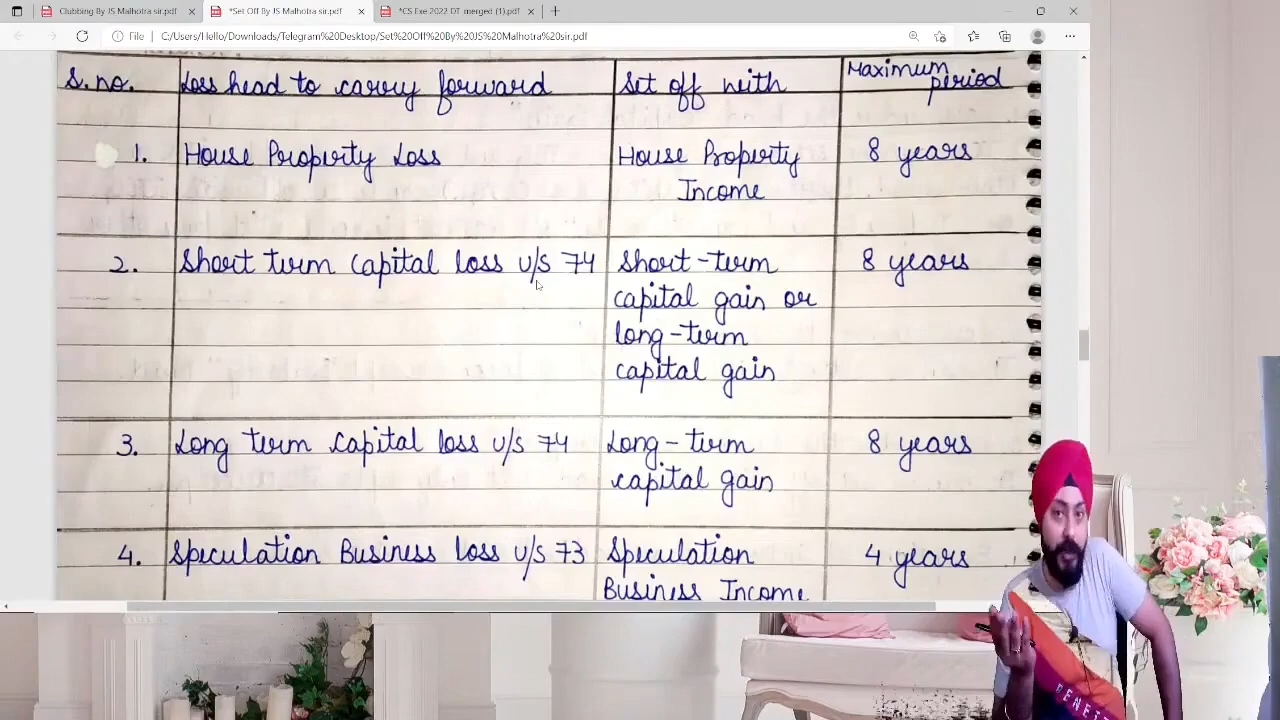 Clubbing By JS Malhotra sir.pdf
*Set Off By JS Malhotra sir.pdf
*CS Exe 2022 DT merged (1).pdf
File
C:/Users/Hello/Downloads/Telegram%20Desktop/Set%20Off%20By%20JS%20Malhotra%20sir.pdf
S.no. Loss head to carry forward Set off with Maximum period
1. House Property Loss House Property Income 8 years
2. Short term capital loss u/s 74 Short-term capital gain or long-term capital gain 8 years
3. Long term capital loss u/s 74 Long-term capital gain 8 years
4. Speculation Business loss u/s 73 Speculation Business Income 4 years
BENET